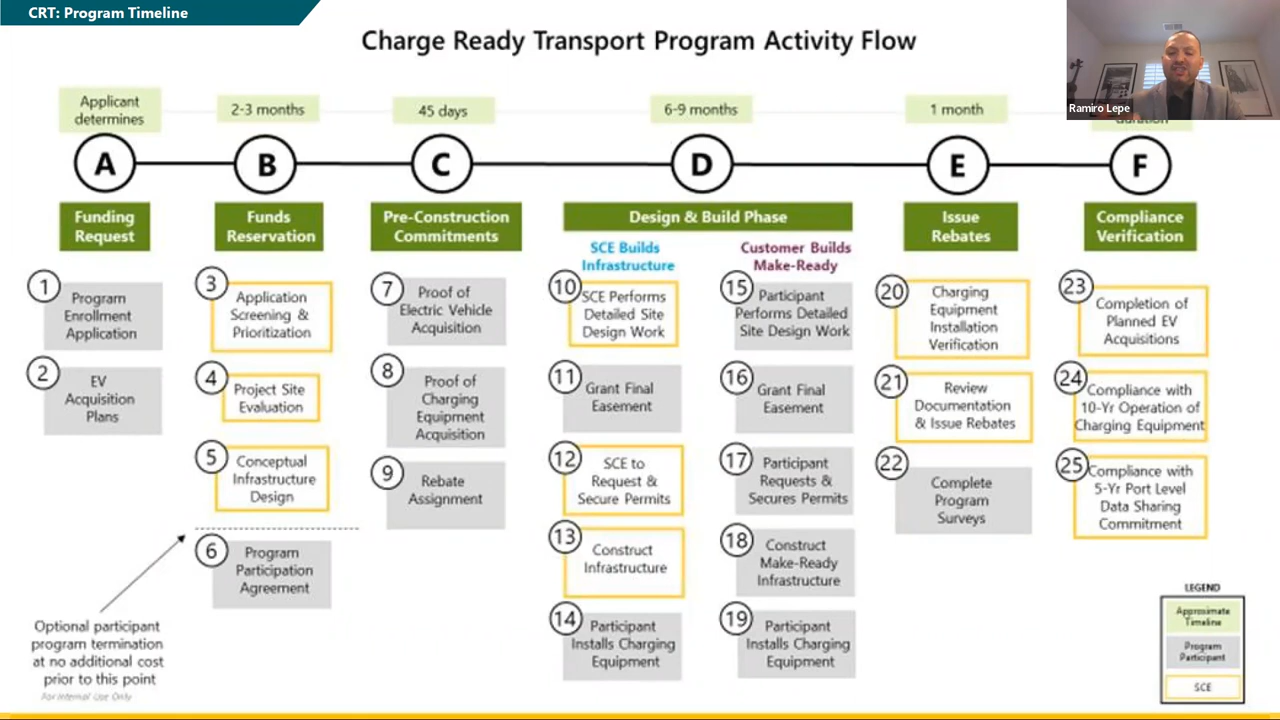 CRT: Program Timeline
Charge Ready Transport Program Activity Flow
Ramiro Lepe
Applicant
determines
2-3 months
45 days
6-9 months
1 month
duration
A
B
C
D
E
F
Funding
Request
Funds
Reservation
Pre-Construction
Commitments
Design & Build Phase
Issue
Rebates
Compliance
Verification
SCE Builds
Infrastructure
Customer Builds
Make-Ready
1
Program
Enrollment
Application
2
EV
Acquisition
Plans
3
Application
Screening &
Prioritization
4
Project Site
Evaluation
5
Conceptual
Infrastructure
Design
6
Program
Participation
Agreement
7
Proof of
Electric Vehicle
Acquisition
8
Proof of
Charging
Equipment
Acquisition
9
Rebate
Assignment
10
SCE Performs
Detailed Site
Design Work
11
Grant Final
Easement
12
SCE to
Request &
Secure Permits
13
Construct
Infrastructure
14
Participant
Installs Charging
Equipment
15
Participant
Performs Detailed
Site Design Work
16
Grant Final
Easement
17
Participant
Requests &
Secures Permits
18
Construct
Make-Ready
Infrastructure
19
Participant
Installs Charging
Equipment
20
Charging
Equipment
Installation
Verification
21
Review
Documentation
& Issue Rebates
22
Complete
Program
Surveys
23
Completion of
Planned EV
Acquisitions
24
Compliance with
10-Yr Operation of
Charging Equipment
25
Compliance with
5-Yr Port Level
Data Sharing
Commitment
Optional participant
program termination
at no additional cost
prior to this point
For Internal Use Only
LEGEND
Approximate
Timeline
Program
Participant
SCE